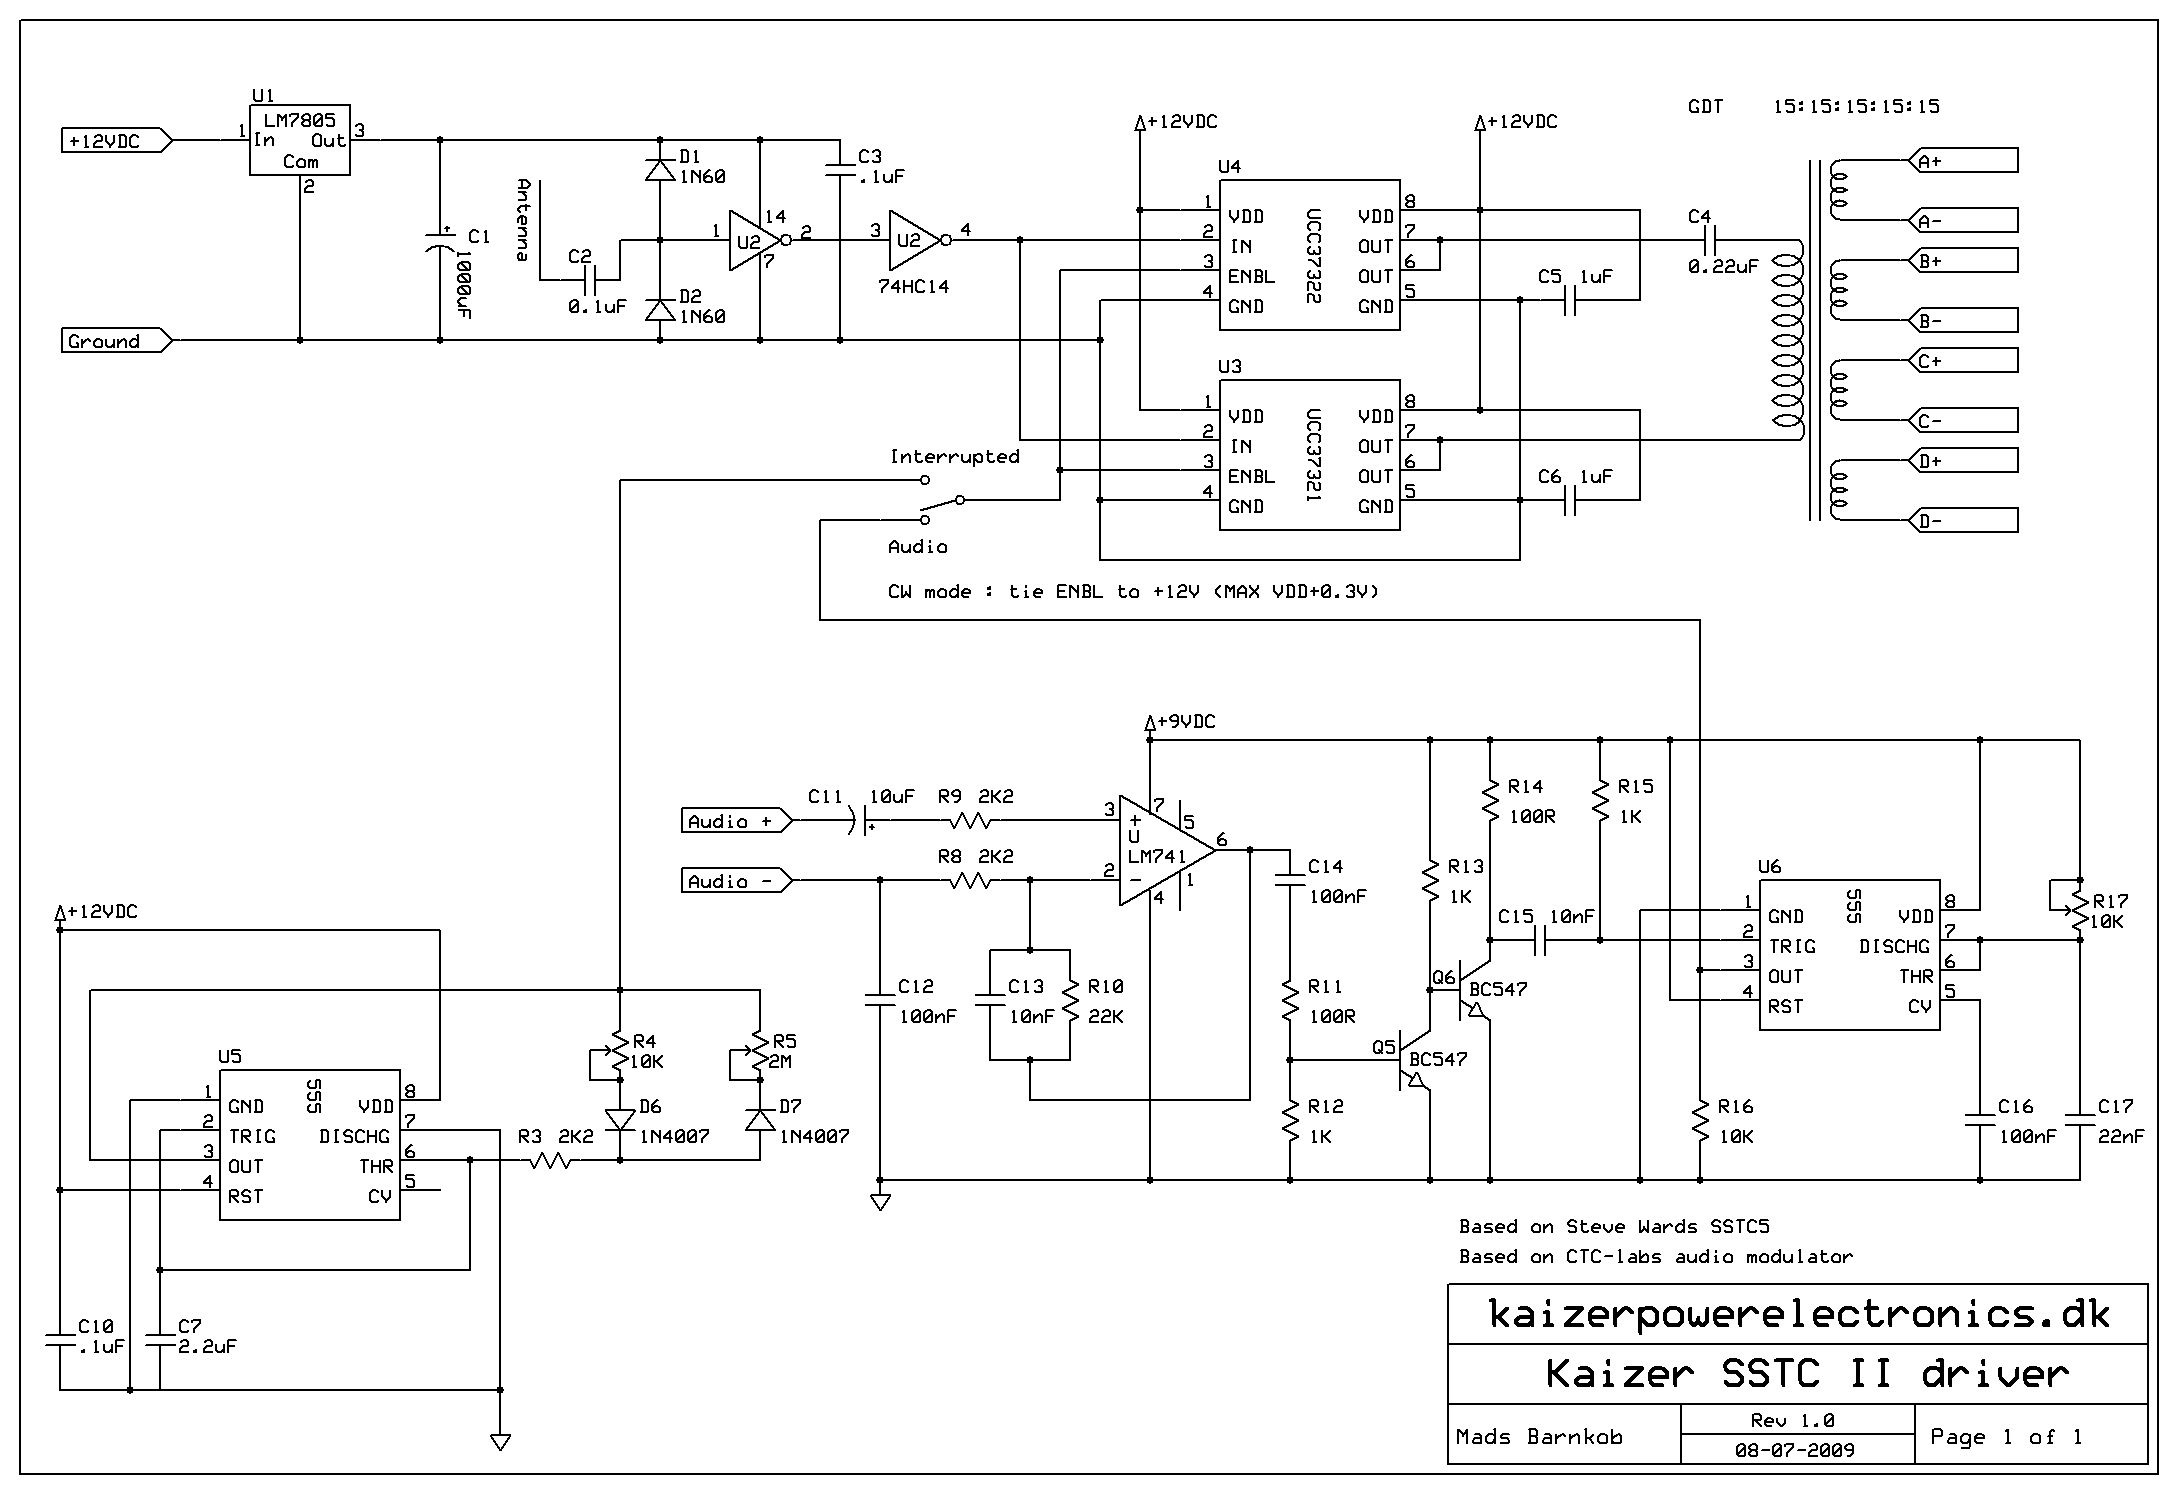 U1
LM7805
+12VDC
1
In
Out
3
Com
2
Ground
+
C1
1000uF
Antenna
C2
0.1uF
D1
1N60
D2
1N60
1
U2
14
2
7
C3
.1uF
3
U2
4
74HC14
+12VDC
+12VDC
U4
UCC37322
1
VDD
2
IN
3
ENBL
4
GND
8
VDD
7
OUT
6
OUT
5
GND
C5 1uF
C4
0.22uF
U3
UCC37321
1
VDD
2
IN
3
ENBL
4
GND
8
VDD
7
OUT
6
OUT
5
GND
C6 1uF
GDT 15:15:15:15:15
A+
A-
B+
B-
C+
C-
D+
D-
Interrupted
Audio
CW mode : tie ENBL to +12V (MAX VDD+0.3V)
+9VDC
Audio +
C11 10uF
+
R9 2K2
Audio -
R8 2K2
3
+
7
5
U
LM741
6
2
-
4
1
C12
100nF
C13
10nF
R10
22K
C14
100nF
R11
100R
R12
1K
R13
1K
R14
100R
Q5
BC547
Q6
BC547
C15 10nF
R15
1K
U6
555
1
GND
2
TRIG
3
OUT
4
RST
8
VDD
7
DISCHG
6
THR
5
CV
R17
10K
R16
10K
C16
100nF
C17
22nF
+12VDC
U5
555
1
GND
2
TRIG
3
OUT
4
RST
8
VDD
7
DISCHG
6
THR
5
CV
R3 2K2
R4
10K
R5
2M
D6
1N4007
D7
1N4007
C10
.1uF
C7
2.2uF
Based on Steve Wards SSTC5
Based on CTC-labs audio modulator
kaizerpowerelectronics.dk
Kaizer SSTC II driver
Mads Barnkob
Rev 1.0
08-07-2009
Page 1 of 1